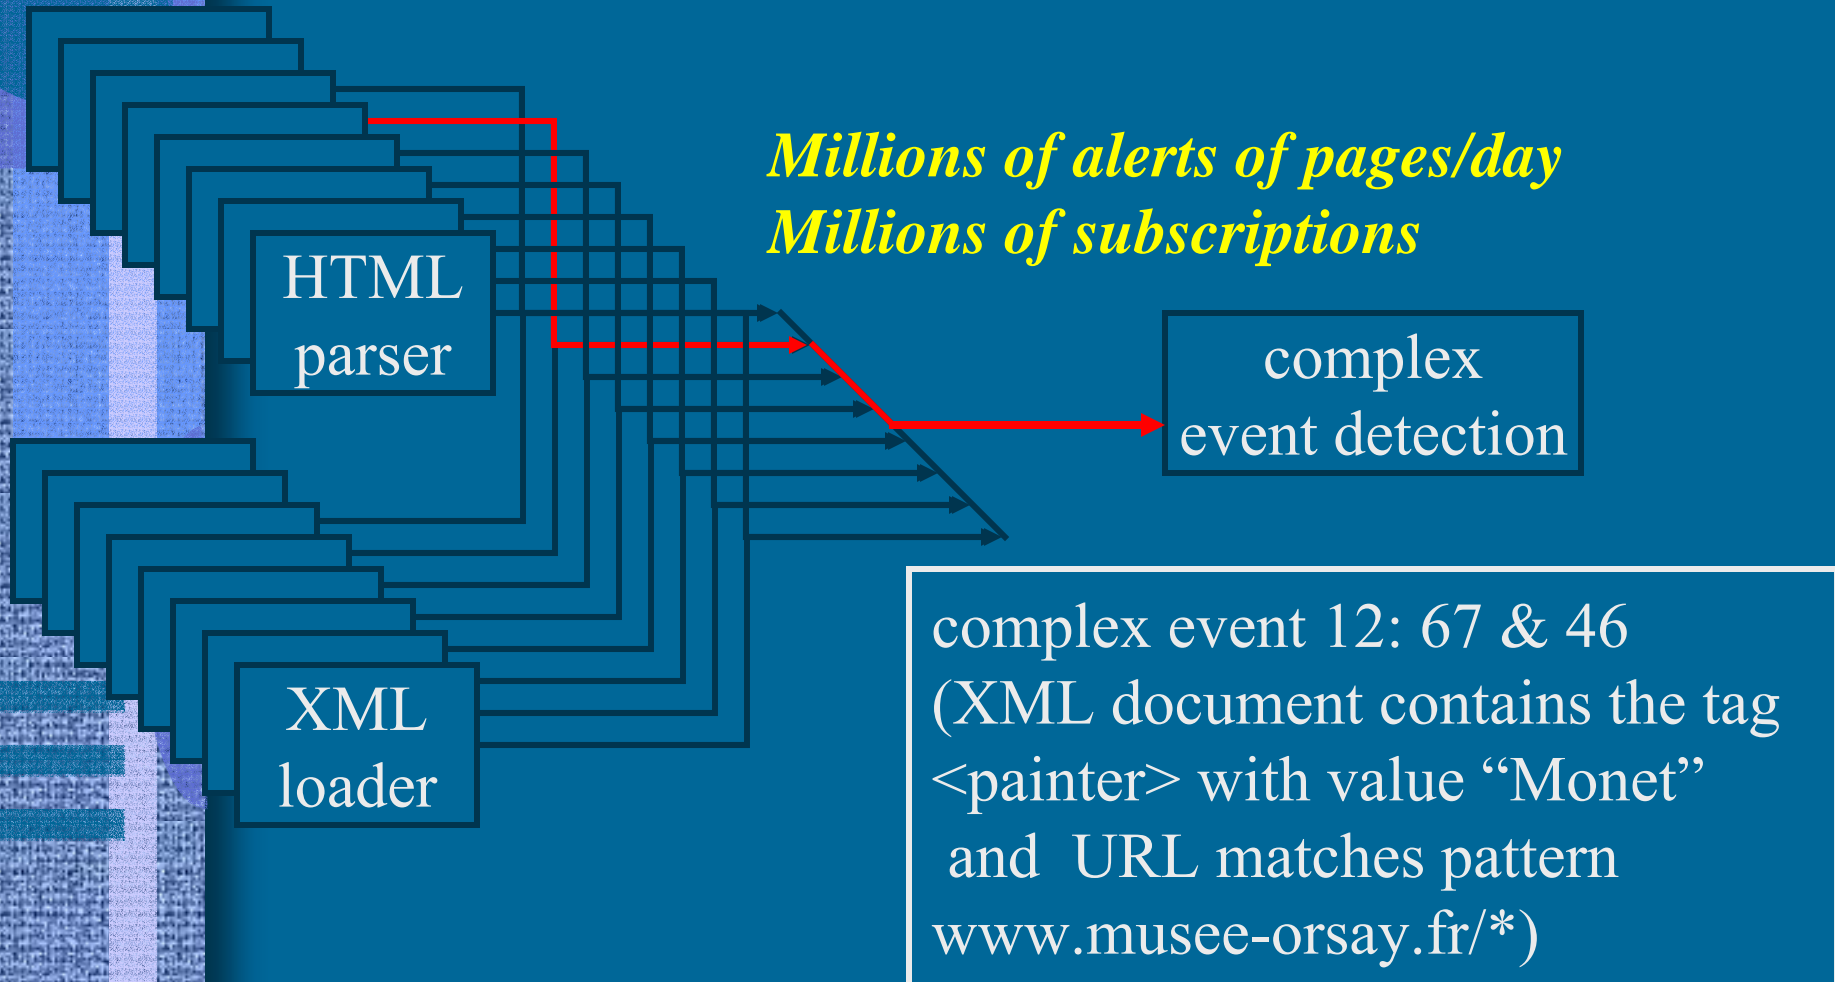 Millions of alerts of pages/day
Millions of subscriptions
HTML
parser
complex
event detection
XML
loader
complex event 12: 67 & 46
(XML document contains the tag
<painter> with value “Monet”
and URL matches pattern
www.musee-orsay.fr/*)